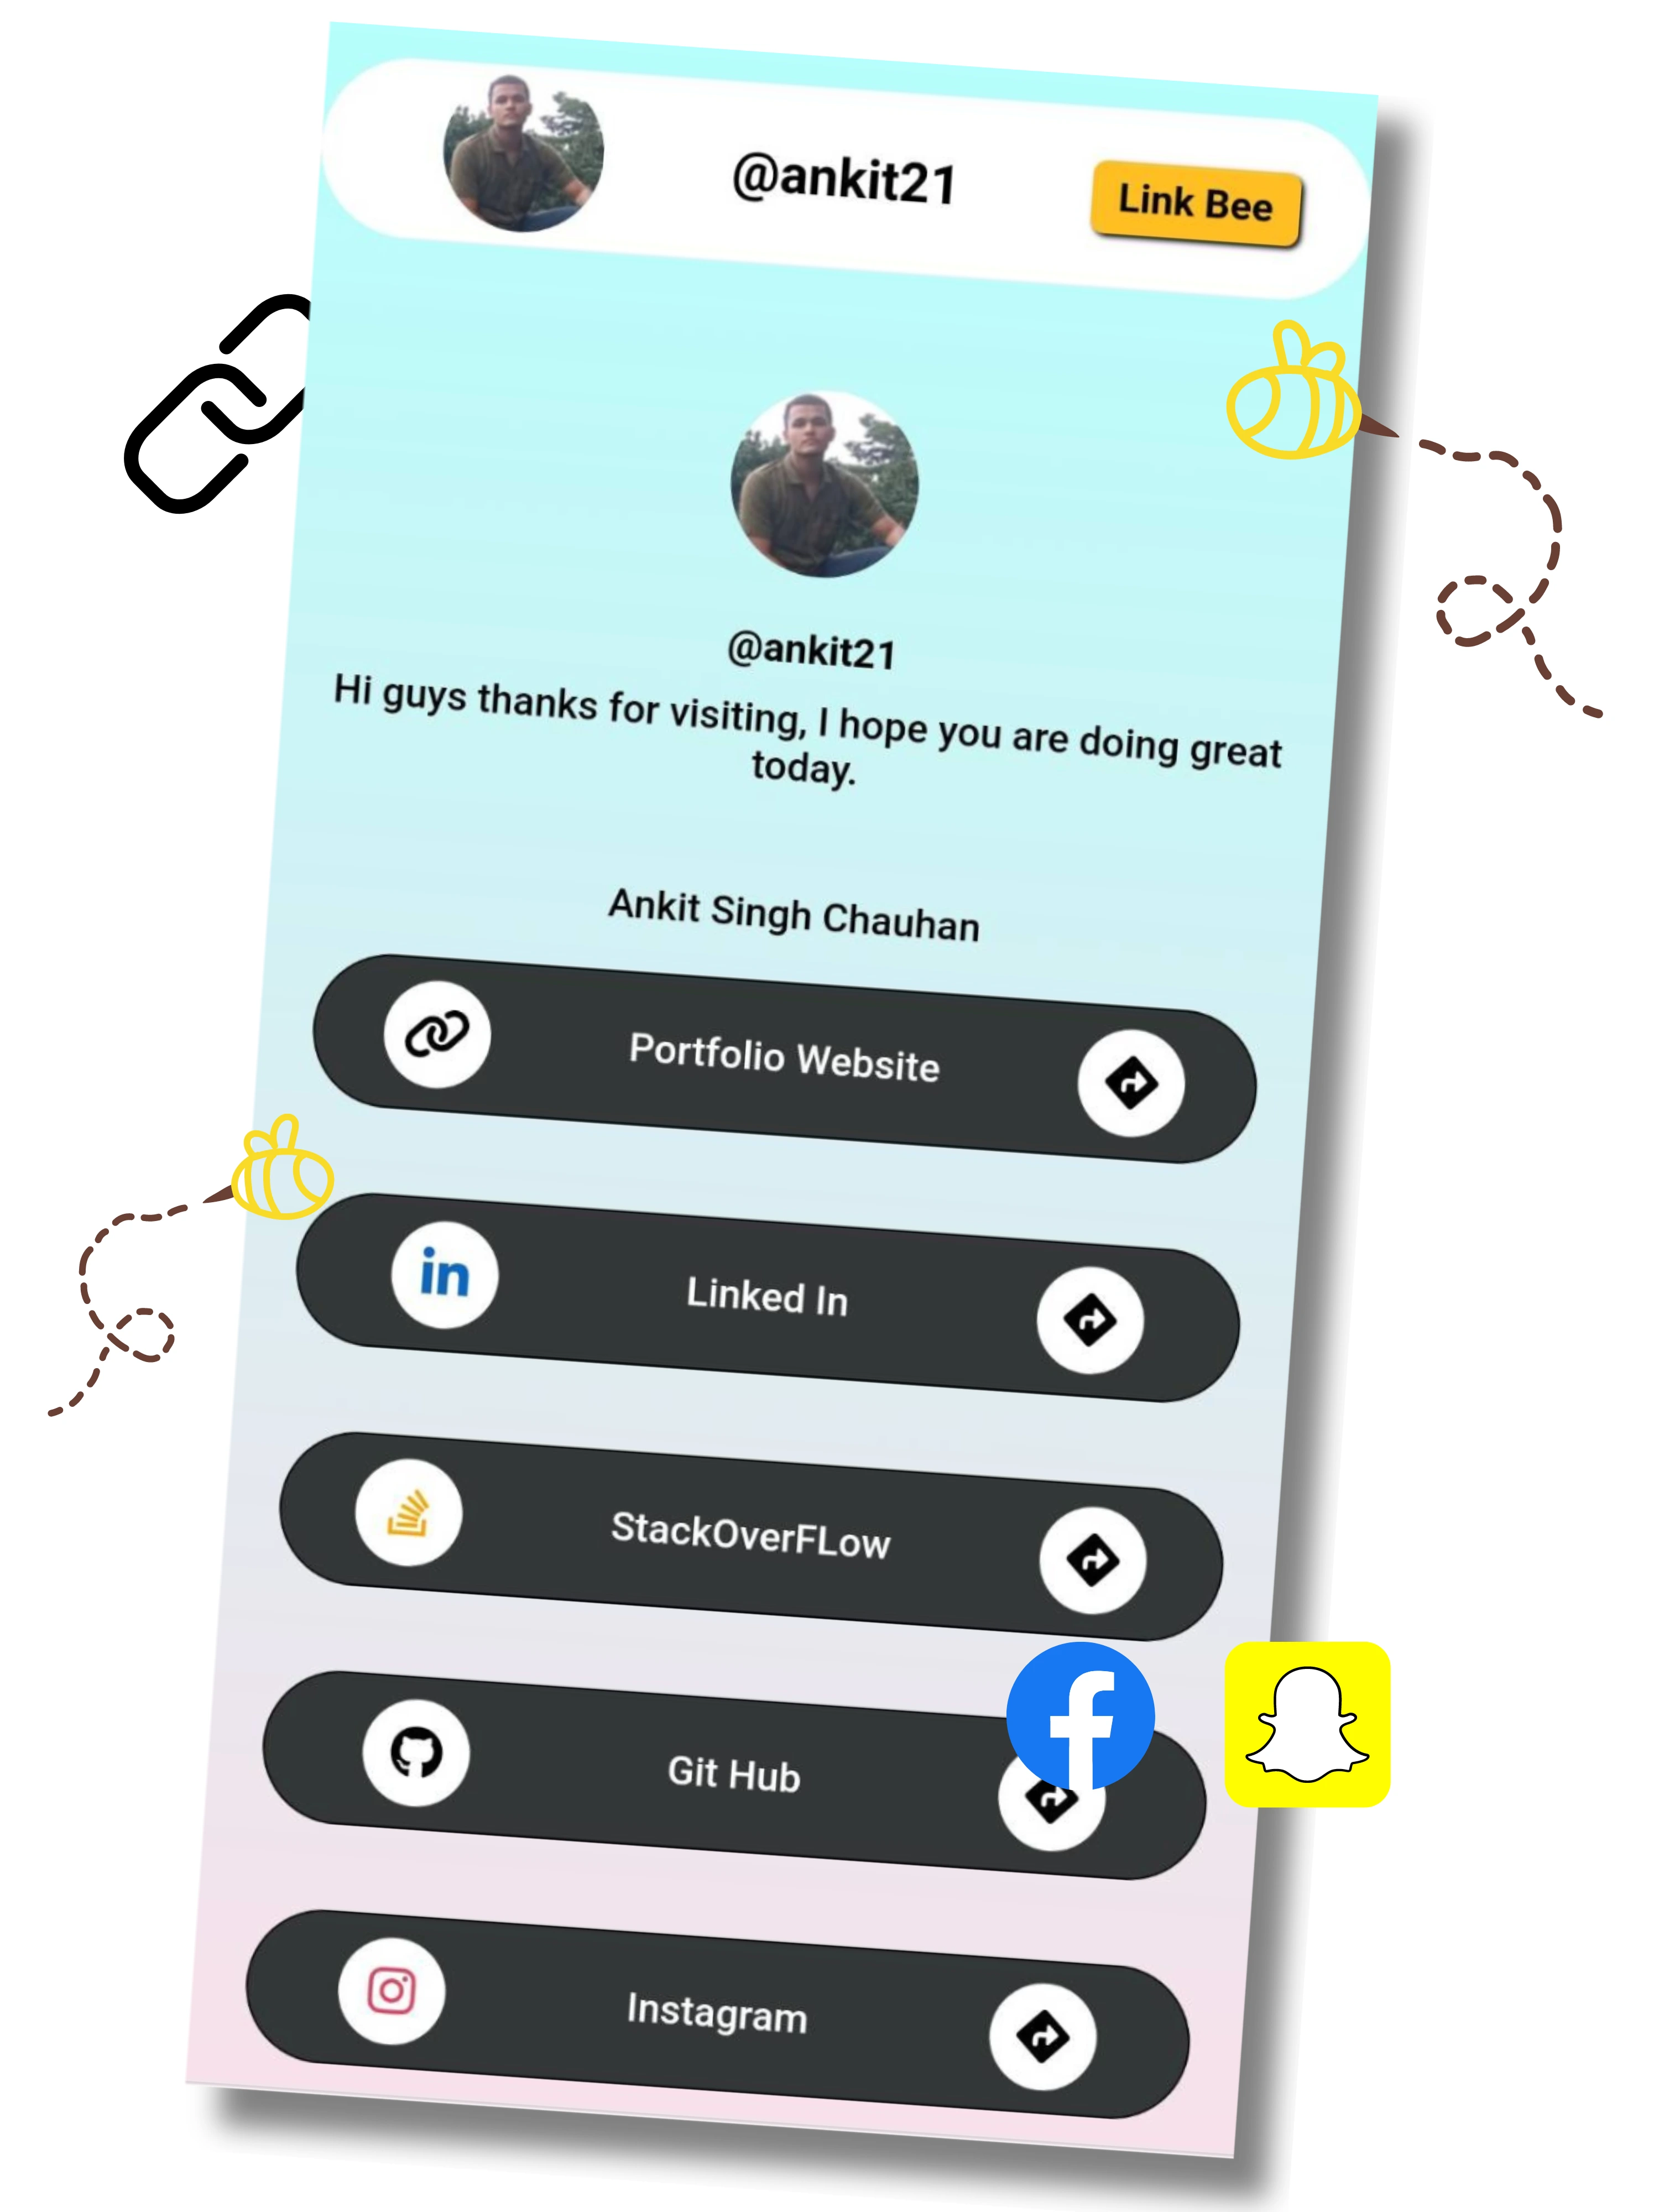 @ankit21
Link Bee
@ankit21
Hi guys thanks for visiting, I hope you are doing great
today.
Ankit Singh Chauhan
Portfolio Website
in
Linked In
StackOverFLow
Git Hub
f
Instagram